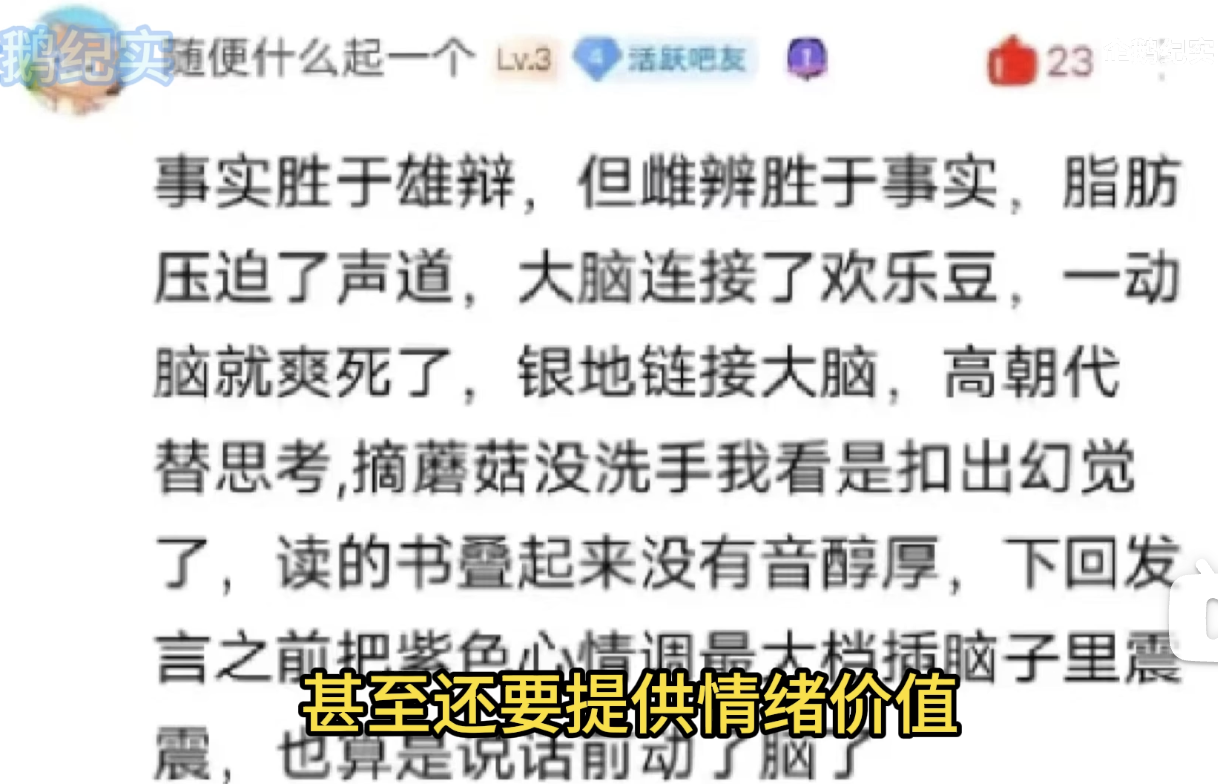 鹅纪实
随便什么起一个 Lv.3 4 活跃吧友 1 23
事实胜于雄辩，但雌辨胜于事实，脂肪
压迫了声道，大脑连接了欢乐豆，一动
脑就爽死了，银地链接大脑，高朝代
替思考,摘蘑菇没洗手我看是扣出幻觉
了，读的书叠起来没有音醇厚，下回发
言之前把紫色心情调最大档插脑子里震
甚至还要提供情绪价值
震，也算是说话前动了脑了